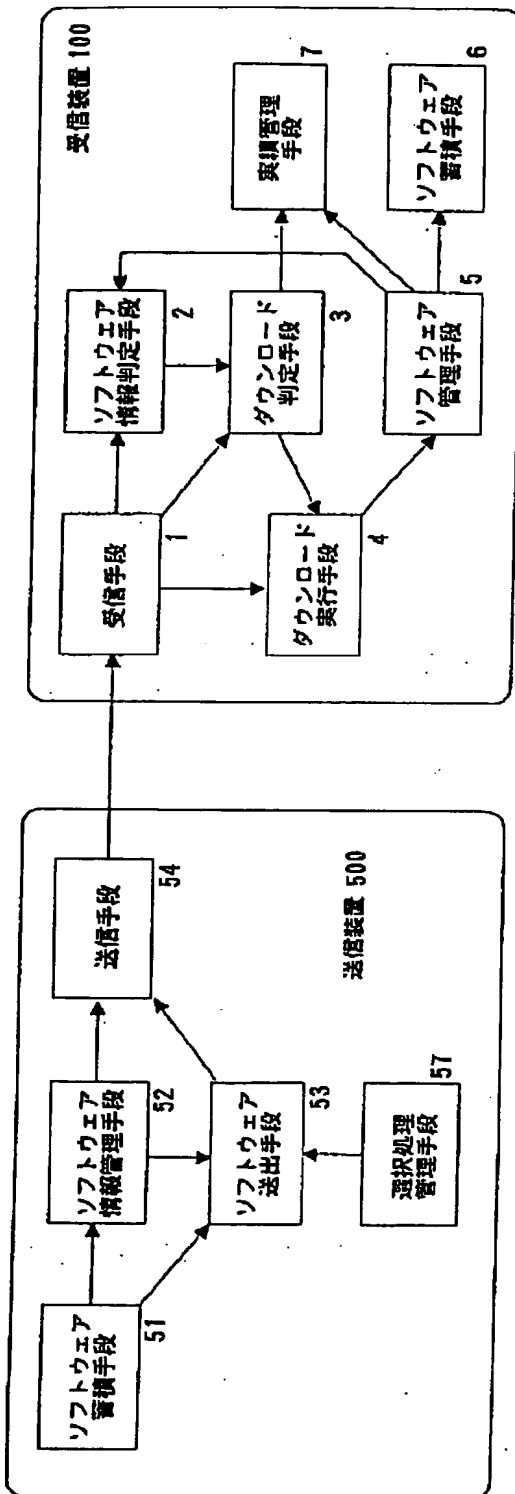 ソフトウェア
蓄積手段
51
ソフトウェア
情報管理手段
52
送信手段
54
ソフトウェア
送出手段
53
選択処理
管理手段
57
送信装置 500
受信装置 100
受信手段
1
ソフトウェア
情報判定手段
2
ダウンロード
判定手段
3
ダウンロード
実行手段
4
ソフトウェア
管理手段
5
ソフトウェア
蓄積手段
6
実績管理
手段
7